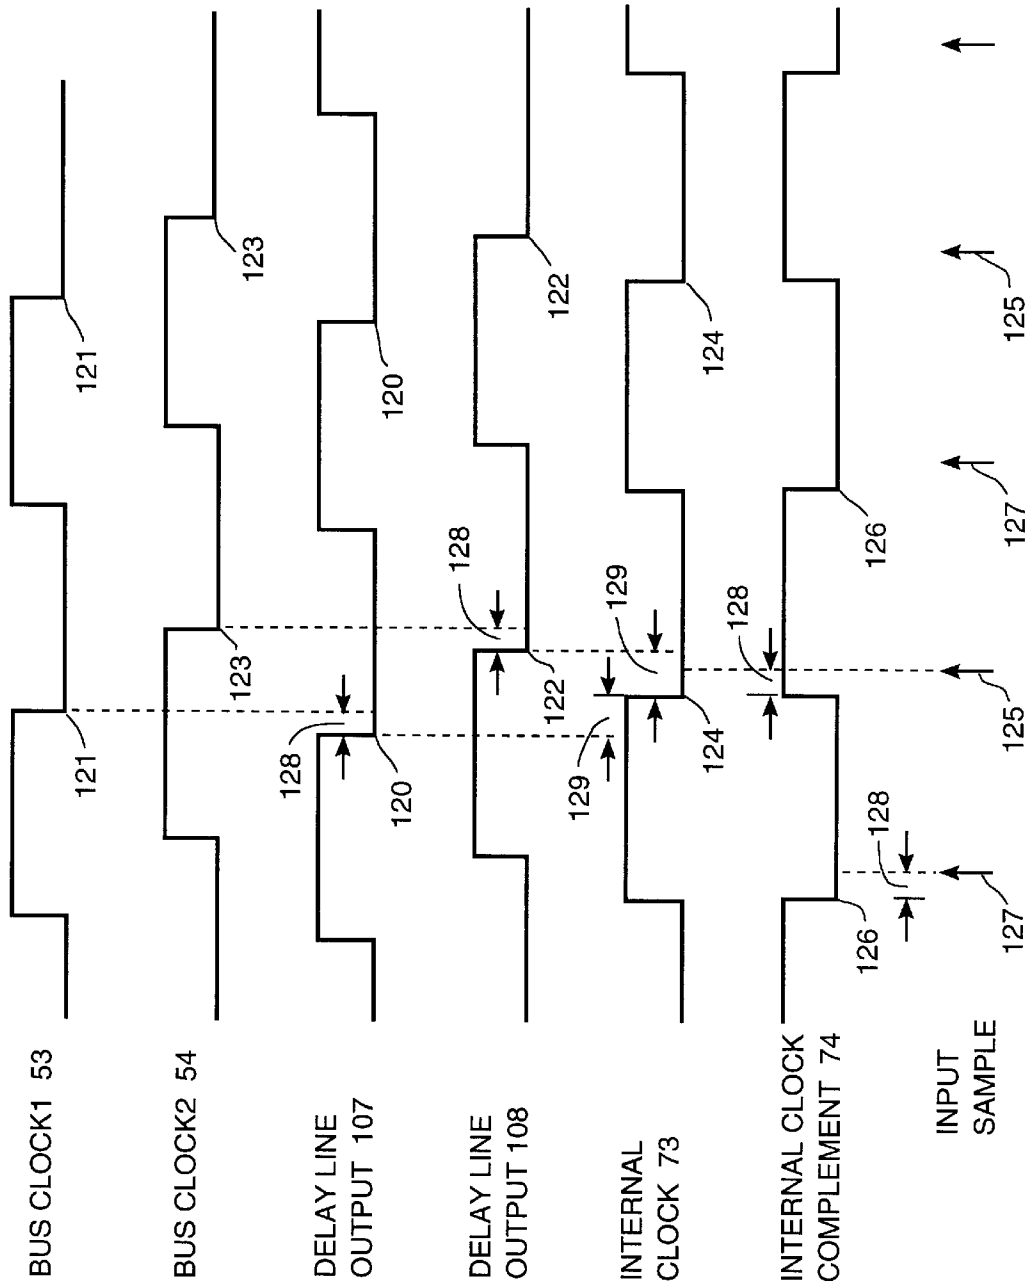 BUS CLOCK1 53
121
121
BUS CLOCK2 54
123
123
DELAY LINE
OUTPUT 107
128
120
120
DELAY LINE
OUTPUT 108
128
122
122
INTERNAL
CLOCK 73
129
129
124
124
INTERNAL CLOCK
COMPLEMENT 74
128
126
128
126
INPUT
SAMPLE
127
125
127
125